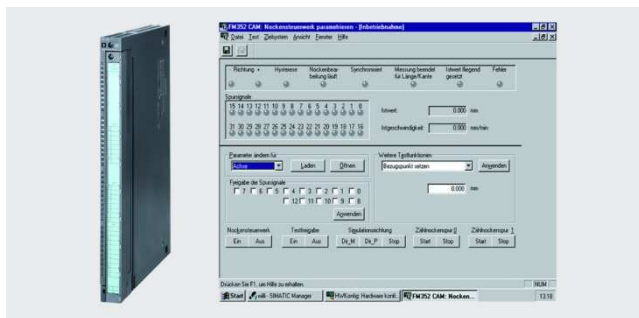 FM352 CAM: Nockensteuerwerk parametrieren - [Inbetriebnahme]
Datei Test Zielsystem Ansicht Fenster Hilfe
Richtung + Hysterese Nockenbear- Synchronisiert Messung beendet Istwert fliegend Fehler
beitung läuft für Länge/Kante gesetzt
Spursignale
15 14 13 12 11 10 9 8 7 6 5 4 3 2 1 0
Istwert: 0.000 mm
31 30 29 28 27 26 25 24 23 22 21 20 19 18 17 16
Istgeschwindigkeit: 0.000 mm/min
Parameter ändern für Weitere Testfunktionen
Achse Laden Öffnen Bezugspunkt setzen Anwenden
Freigabe der Spursignale
7 6 5 4 3 2 1 0 0.000 mm
12 11 10 9 8
Anwenden
Nockensteuerwerk Testfreigabe Simulationsrichtung Zählnockenspur 0 Zählnockenspur 1
Ein Aus Ein Aus Dir_M Dir_P Stop Start Stop Start Stop
Drücken Sie F1, um Hilfe zu erhalten. NUM
Start willi - SIMATIC Manager HWKonfig: Hardware konfi... FM352 CAM: Nocken... 13:18